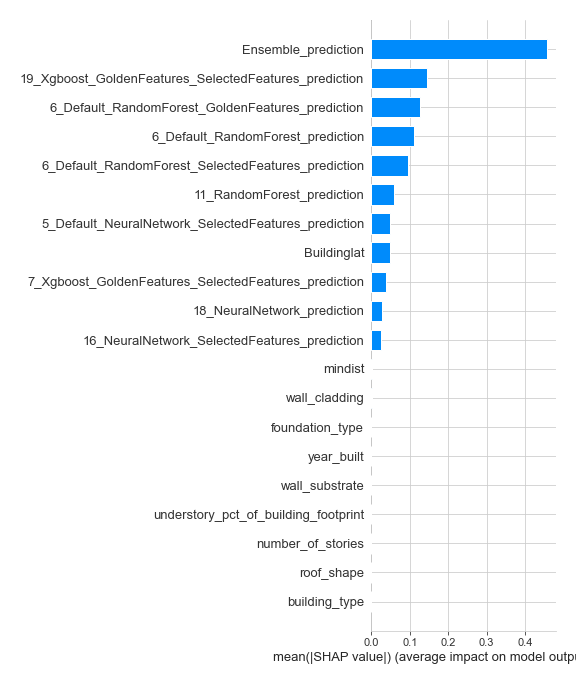 Ensemble_prediction
19_Xgboost_GoldenFeatures_SelectedFeatures_prediction
6_Default_RandomForest_GoldenFeatures_prediction
6_Default_RandomForest_prediction
6_Default_RandomForest_SelectedFeatures_prediction
11_RandomForest_prediction
5_Default_NeuralNetwork_SelectedFeatures_prediction
Buildinglat
7_Xgboost_GoldenFeatures_SelectedFeatures_prediction
18_NeuralNetwork_prediction
16_NeuralNetwork_SelectedFeatures_prediction
mindist
wall_cladding
foundation_type
year_built
wall_substrate
understory_pct_of_building_footprint
number_of_stories
roof_shape
building_type
0.0 0.1 0.2 0.3 0.4
mean(|SHAP value|) (average impact on model outpu